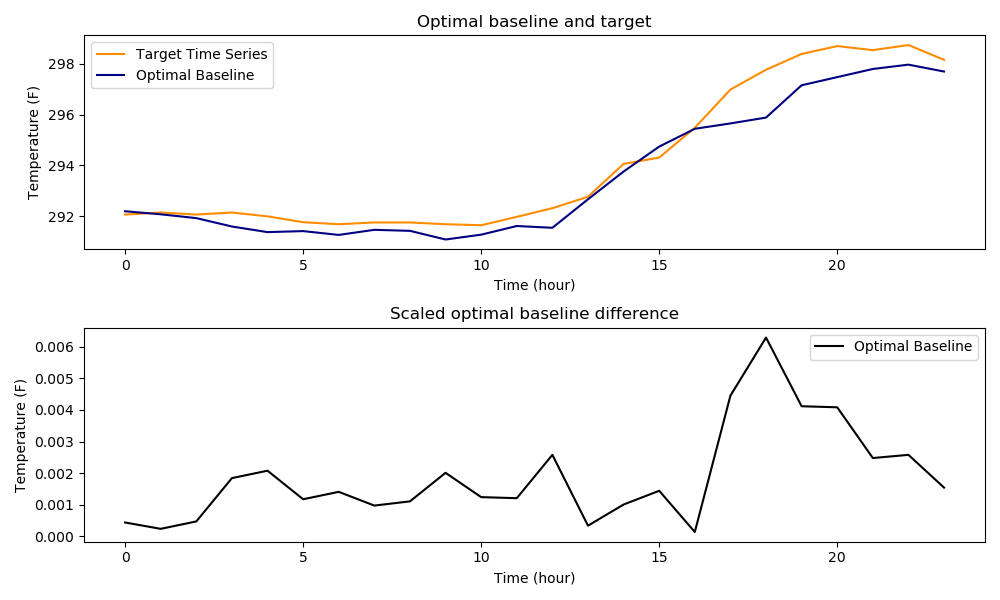 Optimal baseline and target
Target Time Series
Optimal Baseline
Temperature (F)
298
296
294
292
0 5 10 15 20
Time (hour)
Scaled optimal baseline difference
Optimal Baseline
Temperature (F)
0.006
0.005
0.004
0.003
0.002
0.001
0.000
0 5 10 15 20
Time (hour)